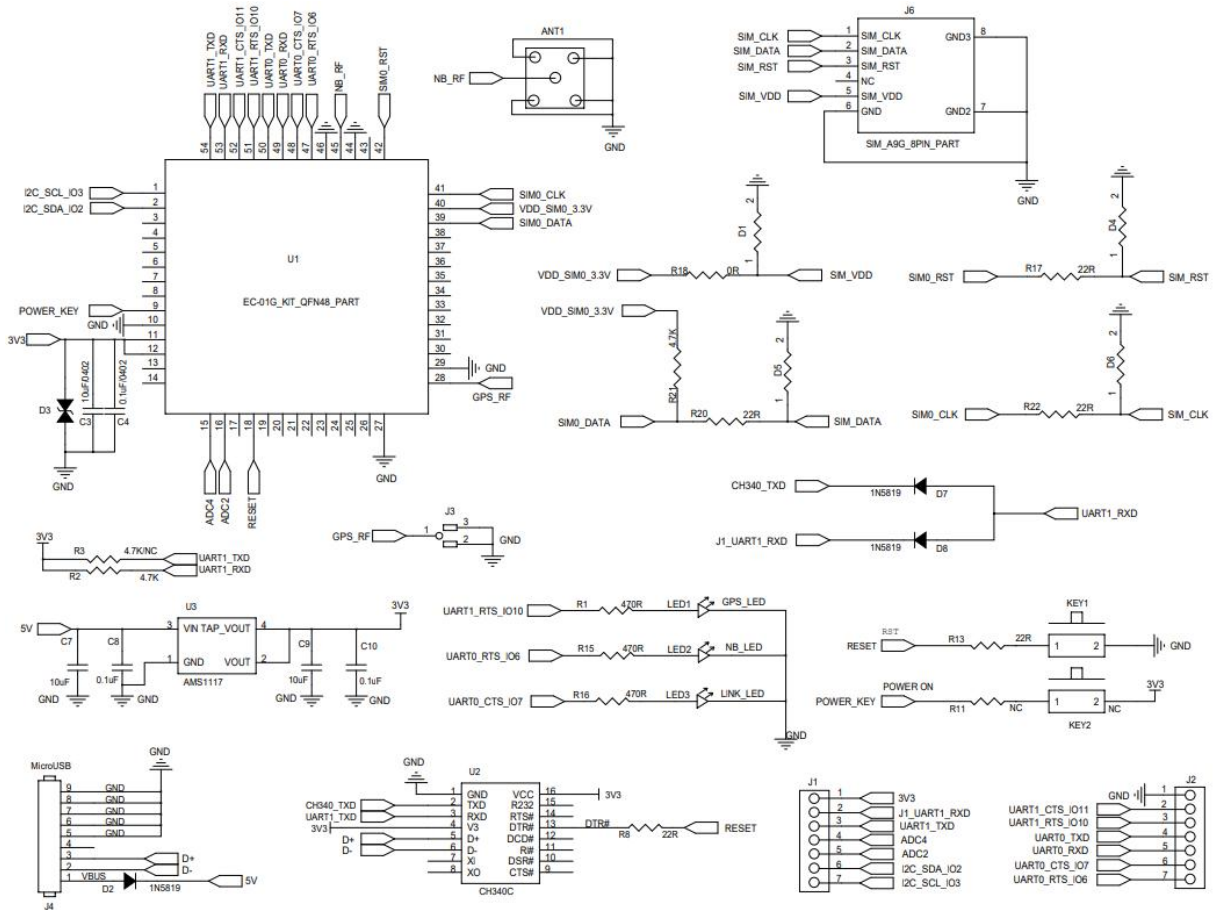 UART1_TXD
UART1_RXD
UART1_CTS_IO11
UART1_RTS_IO10
UART0_TXD
UART0_RXD
UART0_CTS_IO7
UART0_RTS_IO6
NB_RF
SIM0_RST
54 53 52 51 50 49 48 47 46 45 44 43 42
I2C_SCL_IO3 1
I2C_SDA_IO2 2
3
4
5
6
7
8
POWER_KEY 9
GND 10
3V3 11
12
13
14
U1
EC-01G_KIT_QFN48_PART
41 SIM0_CLK
40 VDD_SIM0_3.3V
39 SIM0_DATA
38
37
36
35
34
33
32
31
30
29 GND
28 GPS_RF
15 16 17 18 19 20 21 22 23 24 25 26 27
ADC4
ADC2
RESET
GND
D3
10uF/0402
C3
0.1uF/0402
C4
GND
ANT1
NB_RF
GND
J6
SIM_CLK 1 SIM_CLK GND3 8
SIM_DATA 2 SIM_DATA
SIM_RST 3 SIM_RST
4 NC
SIM_VDD 5 SIM_VDD
6 GND GND2 7
SIM_A9G_8PIN_PART
GND
2
D1
1
VDD_SIM0_3.3V R18 0R SIM_VDD
2
D4
1
SIM0_RST R17 22R SIM_RST
VDD_SIM0_3.3V
4.7K
R21
2
D5
1
SIM0_DATA R20 22R SIM_DATA
2
D6
1
SIM0_CLK R22 22R SIM_CLK
CH340_TXD 1N5819 D7
UART1_RXD
J1_UART1_RXD 1N5819 D8
GPS_RF 1 J3 3
2
GND
3V3
R3 4.7K/NC UART1_TXD
R2 4.7K UART1_RXD
U3
5V C7 C8 3 VIN TAP_VOUT 4 C9 C10 3V3
1 GND VOUT 2
10uF 0.1uF AMS1117 10uF 0.1uF
GND GND GND GND
UART1_RTS_IO10 R1 470R LED1 GPS_LED
UART0_RTS_IO6 R15 470R LED2 NB_LED
UART0_CTS_IO7 R16 470R LED3 LINK_LED
GND
KEY1
RST
RESET R13 22R 1 2 GND
POWER ON
POWER_KEY R11 NC 1 2 NC 3V3
KEY2
MicroUSB
GND
9 GND
8 GND
7 GND
6 GND
5 GND
4
3 D+
2 D-
1 VBUS D2 1N5819 5V
J4
GND
U2
1 GND VCC 16 3V3
CH340_TXD 2 TXD R232 15
UART1_TXD 3 RXD RTS# 14
3V3 4 V3 DTR# 13 DTR# R8 22R RESET
D+ 5 D+ DCD# 12
D- 6 D- RI# 11
7 XI DSR# 10
8 XO CTS# 9
CH340C
J1
1 3V3
2 J1_UART1_RXD
3 UART1_TXD
4 ADC4
5 ADC2
6 I2C_SDA_IO2
7 I2C_SCL_IO3
J2
GND 1
UART1_CTS_IO11 2
UART1_RTS_IO10 3
UART0_TXD 4
UART0_RXD 5
UART0_CTS_IO7 6
UART0_RTS_IO6 7